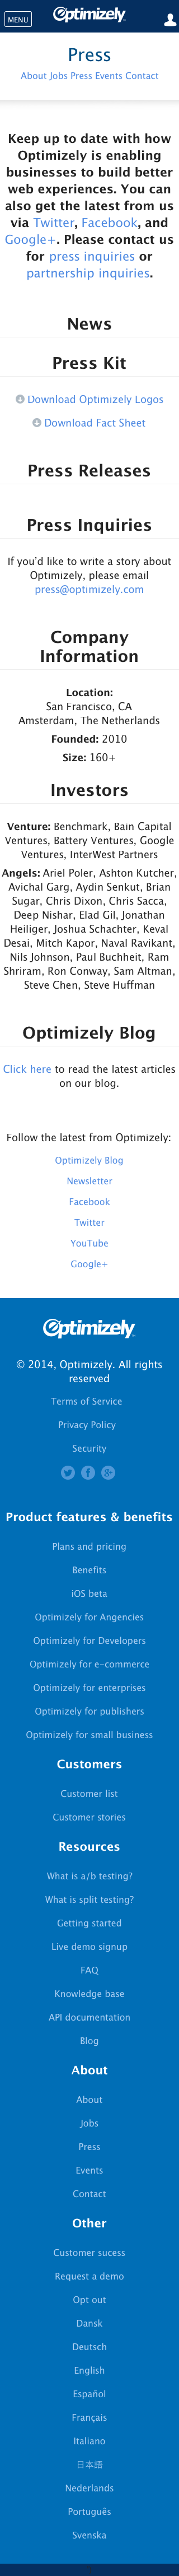 MENU
Optimizely
Press
About Jobs Press Events Contact
Keep up to date with how
Optimizely is enabling
businesses to build better
web experiences. You can
also get the latest from us
via Twitter, Facebook, and
Google+. Please contact us
for press inquiries or
partnership inquiries.
News
Press Kit
Download Optimizely Logos
Download Fact Sheet
Press Releases
Press Inquiries
If you'd like to write a story about
Optimizely, please email
press@optimizely.com
Company
Information
Location:
San Francisco, CA
Amsterdam, The Netherlands
Founded: 2010
Size: 160+
Investors
Venture: Benchmark, Bain Capital
Ventures, Battery Ventures, Google
Ventures, InterWest Partners
Angels: Ariel Poler, Ashton Kutcher,
Avichal Garg, Aydin Senkut, Brian
Sugar, Chris Dixon, Chris Sacca,
Deep Nishar, Elad Gil, Jonathan
Heiliger, Joshua Schachter, Keval
Desai, Mitch Kapor, Naval Ravikant,
Nils Johnson, Paul Buchheit, Ram
Shriram, Ron Conway, Sam Altman,
Steve Chen, Steve Huffman
Optimizely Blog
Click here to read the latest articles
on our blog.
Follow the latest from Optimizely:
Optimizely Blog
Newsletter
Facebook
Twitter
YouTube
Google+
Optimizely
© 2014, Optimizely. All rights
reserved
Terms of Service
Privacy Policy
Security
Product features & benefits
Plans and pricing
Benefits
iOS beta
Optimizely for Angencies
Optimizely for Developers
Optimizely for e-commerce
Optimizely for enterprises
Optimizely for publishers
Optimizely for small business
Customers
Customer list
Customer stories
Resources
What is a/b testing?
What is split testing?
Getting started
Live demo signup
FAQ
Knowledge base
API documentation
Blog
About
About
Jobs
Press
Events
Contact
Other
Customer sucess
Request a demo
Opt out
Dansk
Deutsch
English
Español
Français
Italiano
日本語
Nederlands
Português
Svenska